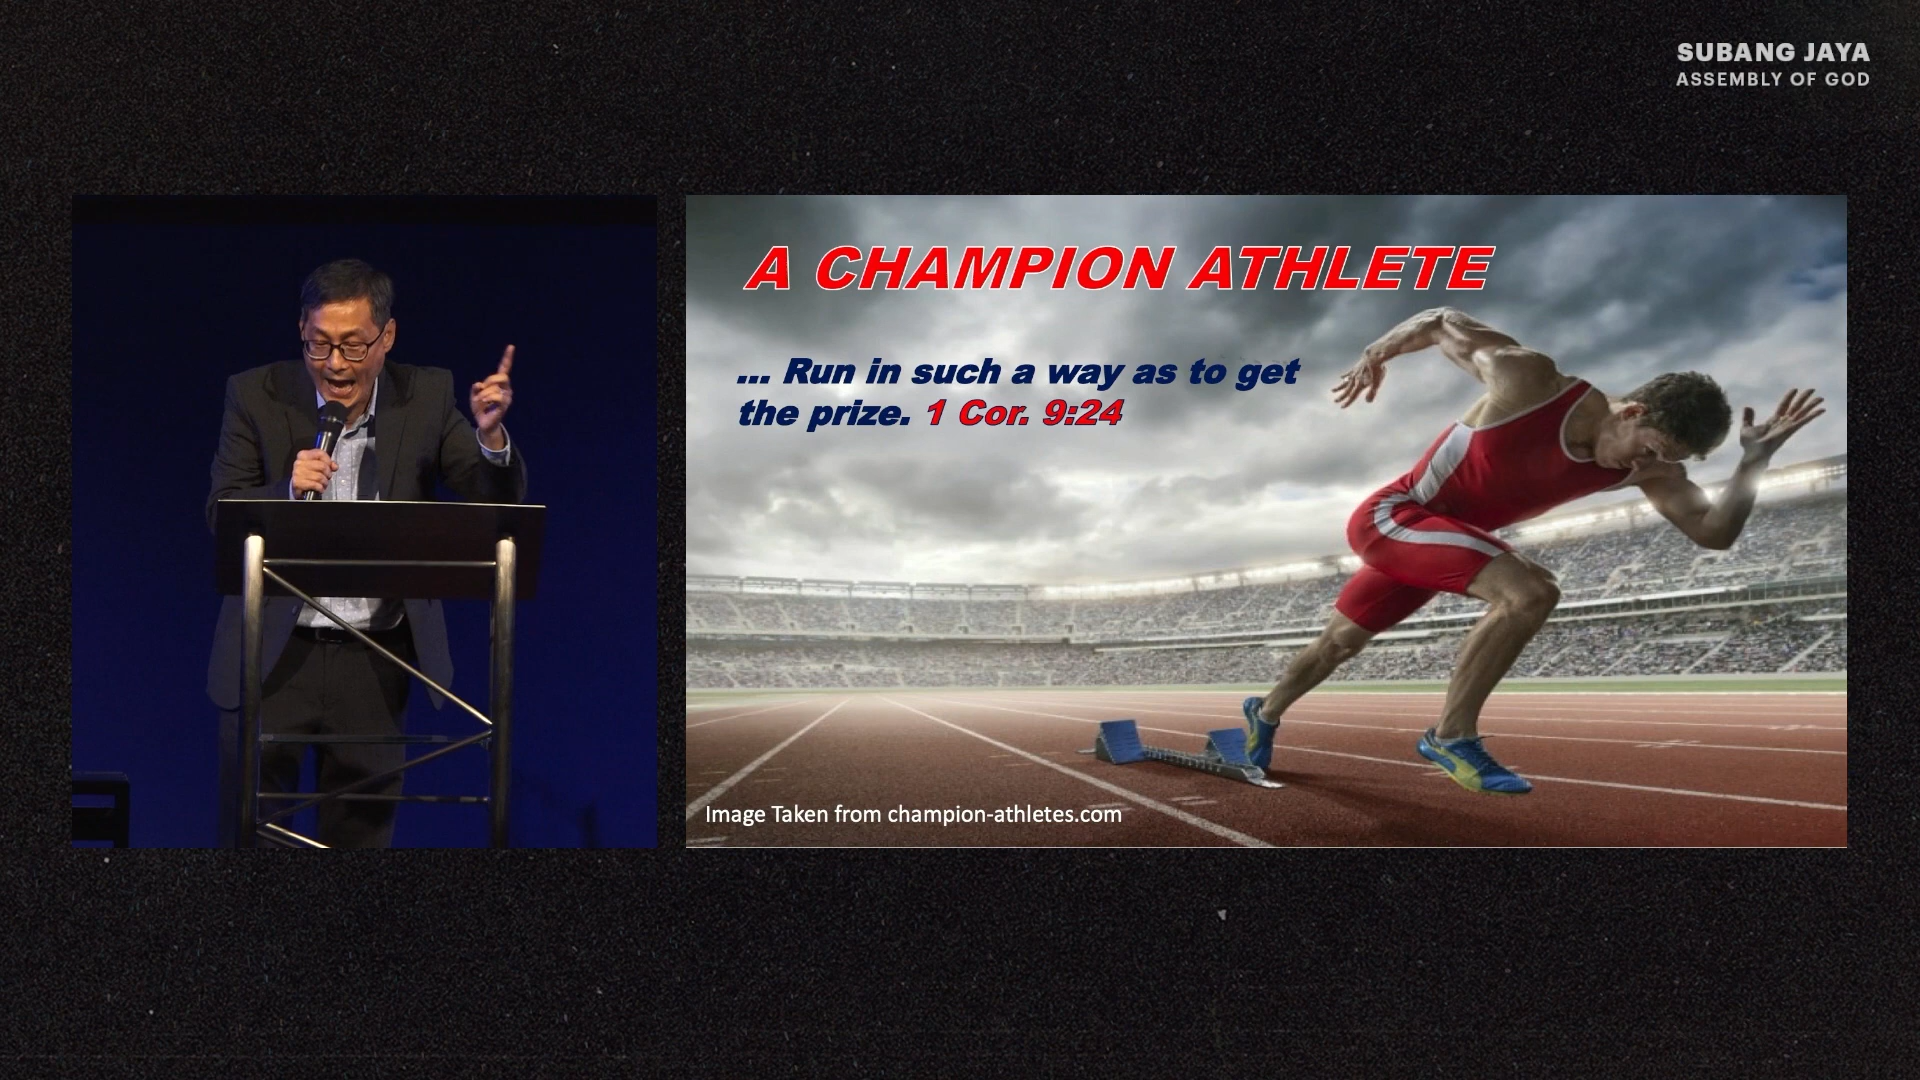 SUBANG JAYA
ASSEMBLY OF GOD
A CHAMPION ATHLETE
... Run in such a way as to get
the prize. 1 Cor. 9:24
Image Taken from champion-athletes.com